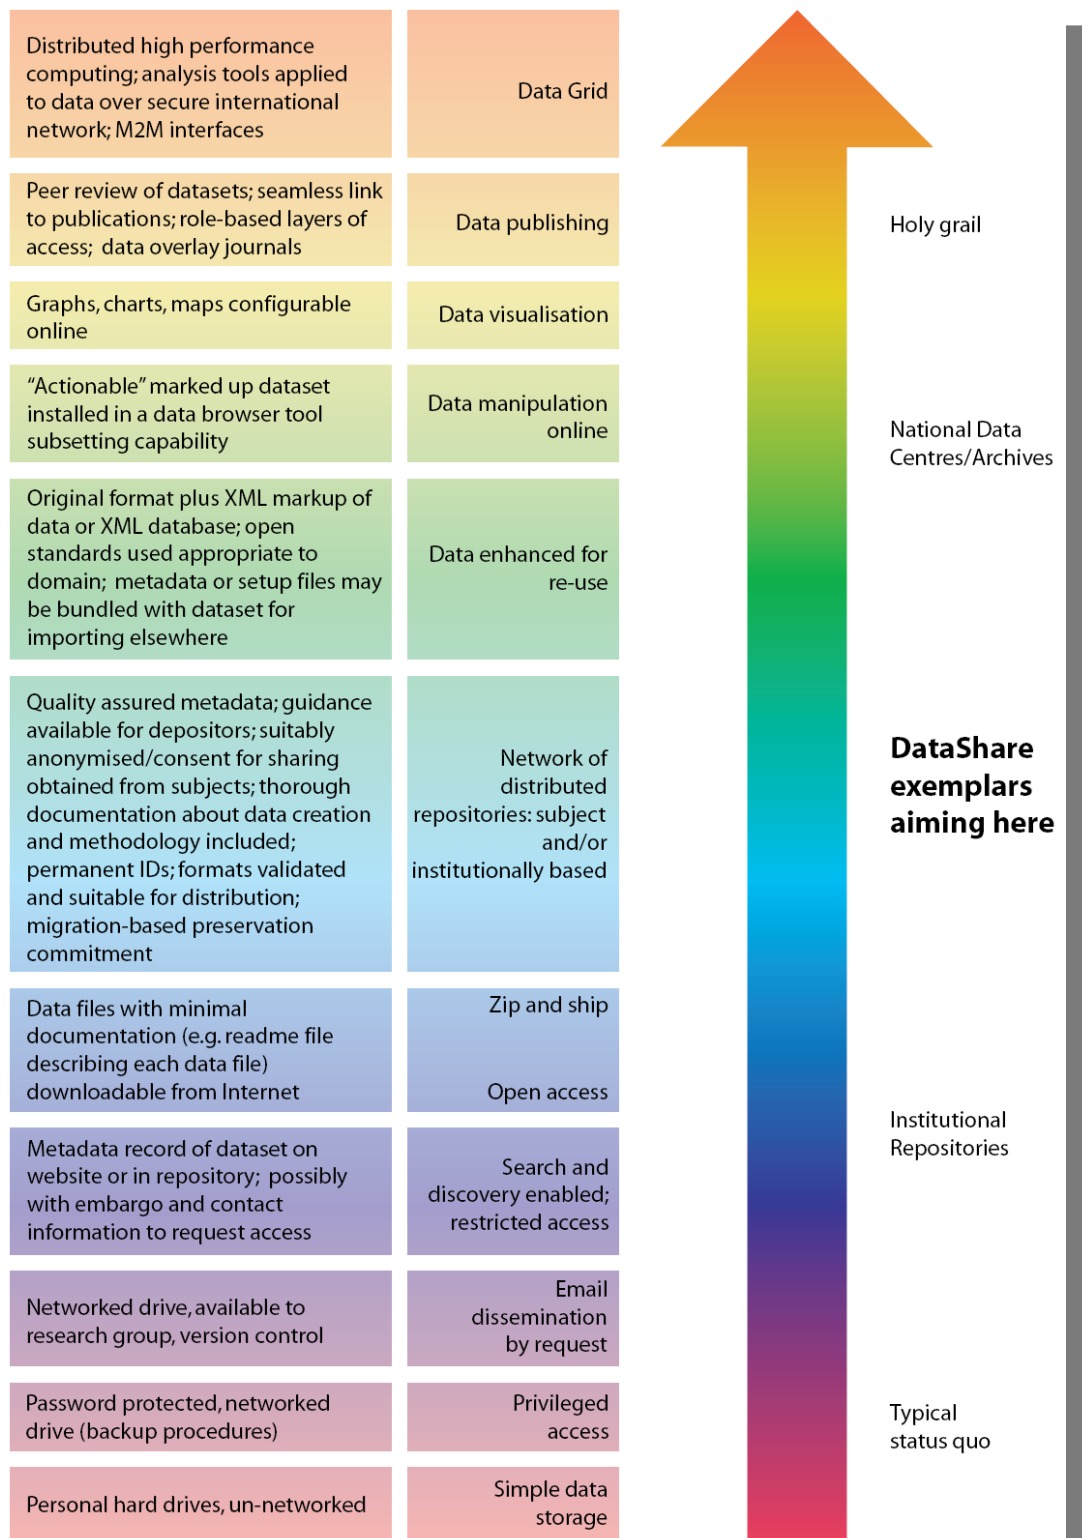 Distributed high performance
computing; analysis tools applied
to data over secure international
network; M2M interfaces
Data Grid
Peer review of datasets; seamless link
to publications; role-based layers of
access; data overlay journals
Data publishing
Holy grail
Graphs, charts, maps configurable
online
Data visualisation
“Actionable” marked up dataset
installed in a data browser tool
subsetting capability
Data manipulation
online
National Data
Centres/Archives
Original format plus XML markup of
data or XML database; open
standards used appropriate to
domain; metadata or setup files may
be bundled with dataset for
importing elsewhere
Data enhanced for
re-use
Quality assured metadata; guidance
available for depositors; suitably
anonymised/consent for sharing
obtained from subjects; thorough
documentation about data creation
and methodology included;
permanent IDs; formats validated
and suitable for distribution;
migration-based preservation
commitment
Network of
distributed
repositories: subject
and/or
institutionally based
DataShare
exemplars
aiming here
Data files with minimal
documentation (e.g. readme file
describing each data file)
downloadable from Internet
Zip and ship
Open access
Institutional
Repositories
Metadata record of dataset on
website or in repository; possibly
with embargo and contact
information to request access
Search and
discovery enabled;
restricted access
Networked drive, available to
research group, version control
Email
dissemination
by request
Password protected, networked
drive (backup procedures)
Privileged
access
Typical
status quo
Personal hard drives, un-networked
Simple data
storage